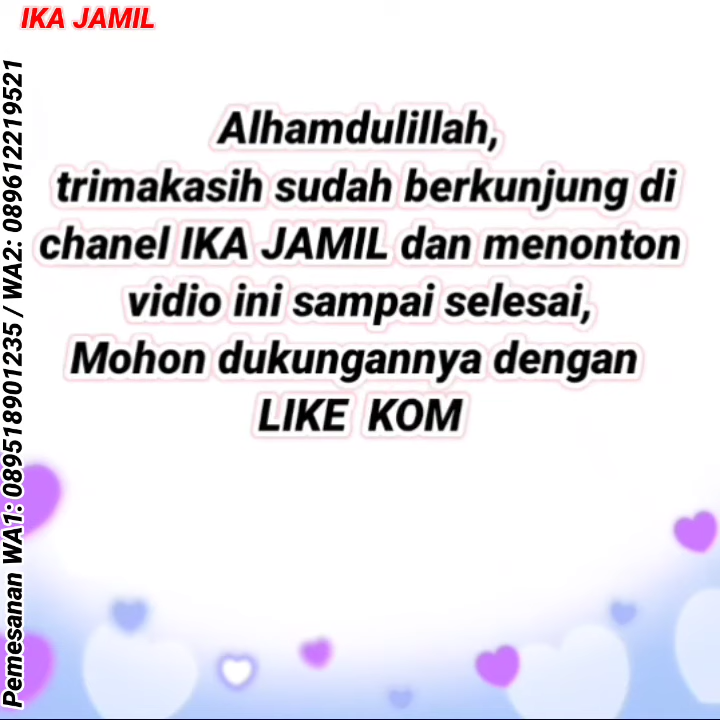 IKA JAMIL
Pemesanan WA1: 089518901235 / WA2: 089612219521
Alhamdulillah,
trimakasih sudah berkunjung di
chanel IKA JAMIL dan menonton
vidio ini sampai selesai,
Mohon dukungannya dengan
LIKE KOM